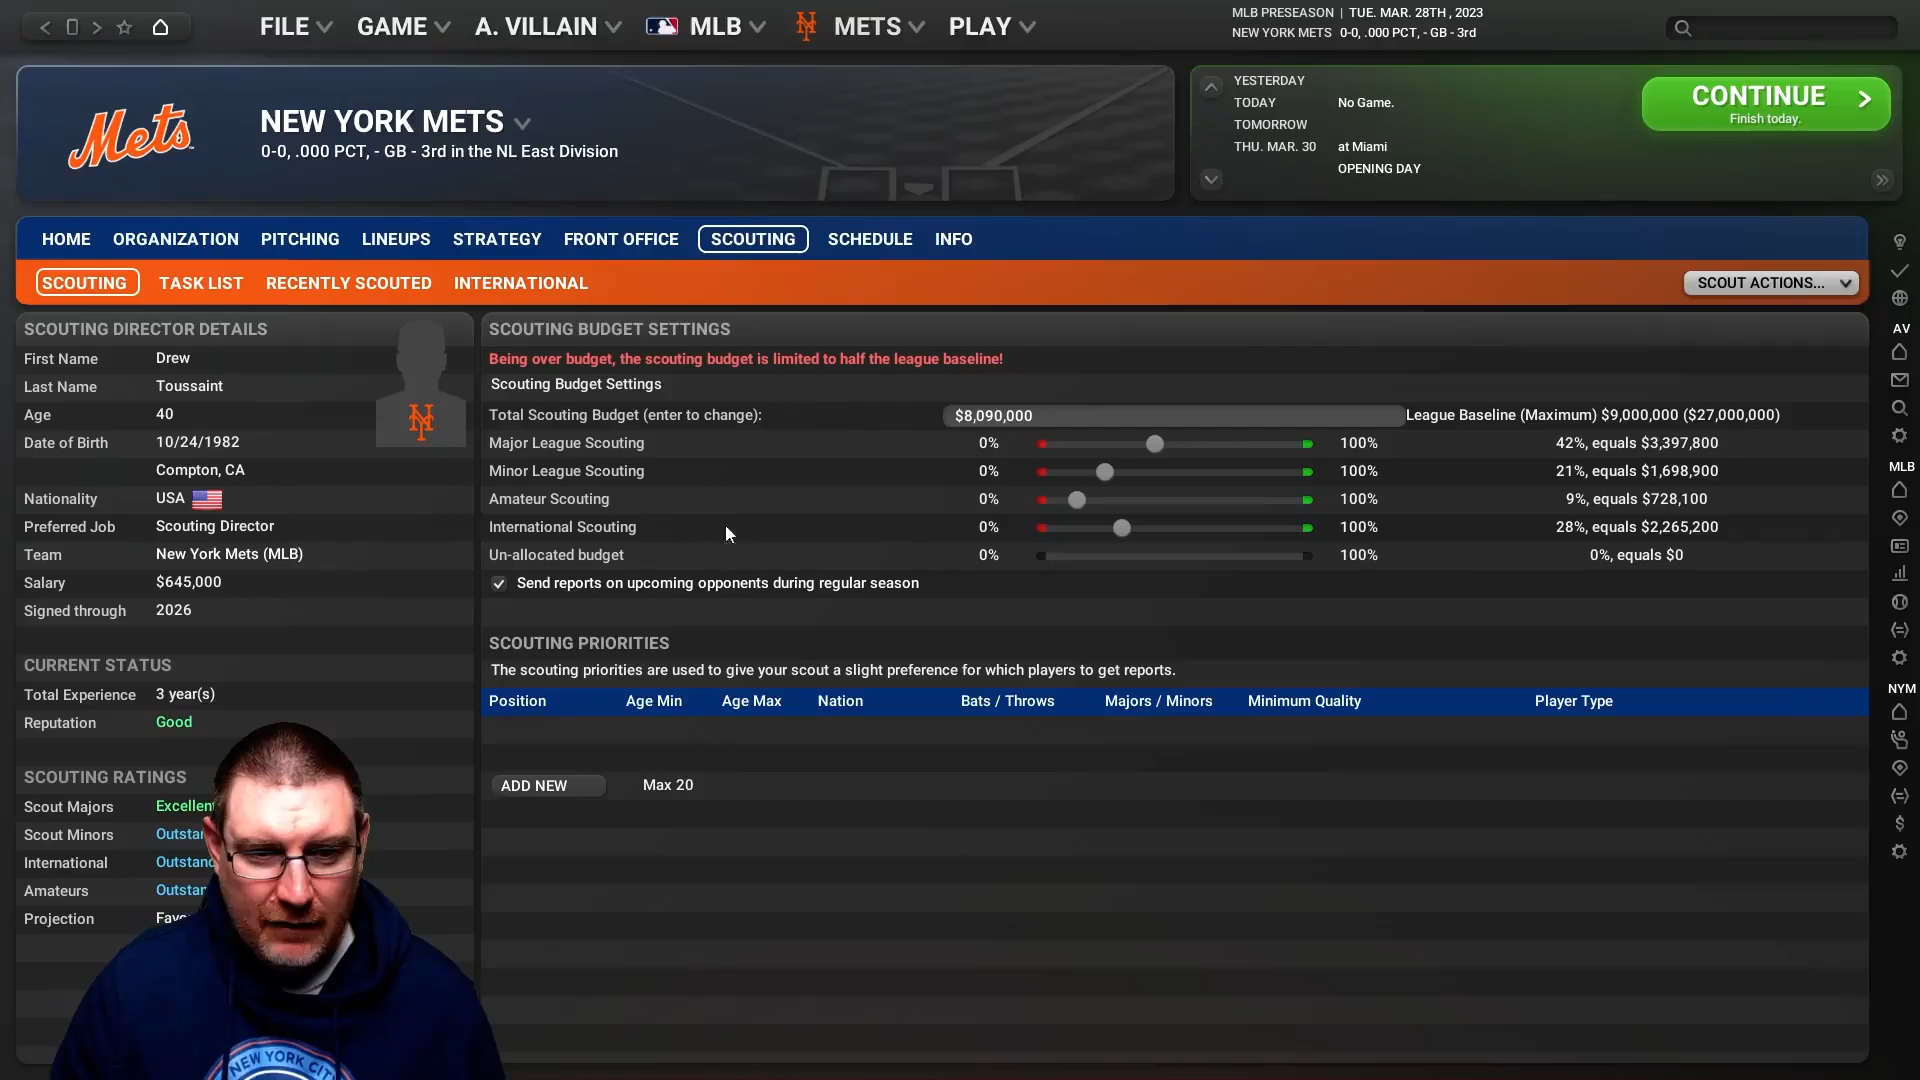 FILE GAME A. VILLAIN MLB METS PLAY
MLB PRESEASON | TUE. MAR. 28TH , 2023
NEW YORK METS 0-0, .000 PCT, - GB - 3rd
Mets
NEW YORK METS
0-0, .000 PCT, - GB - 3rd in the NL East Division
YESTERDAY
TODAY No Game.
TOMORROW
THU. MAR. 30 at Miami
OPENING DAY
CONTINUE
Finish today.
HOME ORGANIZATION PITCHING LINEUPS STRATEGY FRONT OFFICE SCOUTING SCHEDULE INFO
SCOUTING TASK LIST RECENTLY SCOUTED INTERNATIONAL
SCOUT ACTIONS...
SCOUTING DIRECTOR DETAILS
First Name Drew
Last Name Toussaint
Age 40
Date of Birth 10/24/1982
Compton, CA
Nationality USA
Preferred Job Scouting Director
Team New York Mets (MLB)
Salary $645,000
Signed through 2026
NY
CURRENT STATUS
Total Experience 3 year(s)
Reputation Good
SCOUTING RATINGS
Scout Majors Excellent
Scout Minors Outstan
International Outstand
Amateurs Outstan
Projection Favo
NEW YORK CIT
SCOUTING BUDGET SETTINGS
Being over budget, the scouting budget is limited to half the league baseline!
Scouting Budget Settings
Total Scouting Budget (enter to change): $8,090,000 League Baseline (Maximum) $9,000,000 ($27,000,000)
Major League Scouting 0% 100% 42%, equals $3,397,800
Minor League Scouting 0% 100% 21%, equals $1,698,900
Amateur Scouting 0% 100% 9%, equals $728,100
International Scouting 0% 100% 28%, equals $2,265,200
Un-allocated budget 0% 100% 0%, equals $0
Send reports on upcoming opponents during regular season
SCOUTING PRIORITIES
The scouting priorities are used to give your scout a slight preference for which players to get reports.
Position Age Min Age Max Nation Bats / Throws Majors / Minors Minimum Quality Player Type
ADD NEW Max 20
AV
MLB
NYM